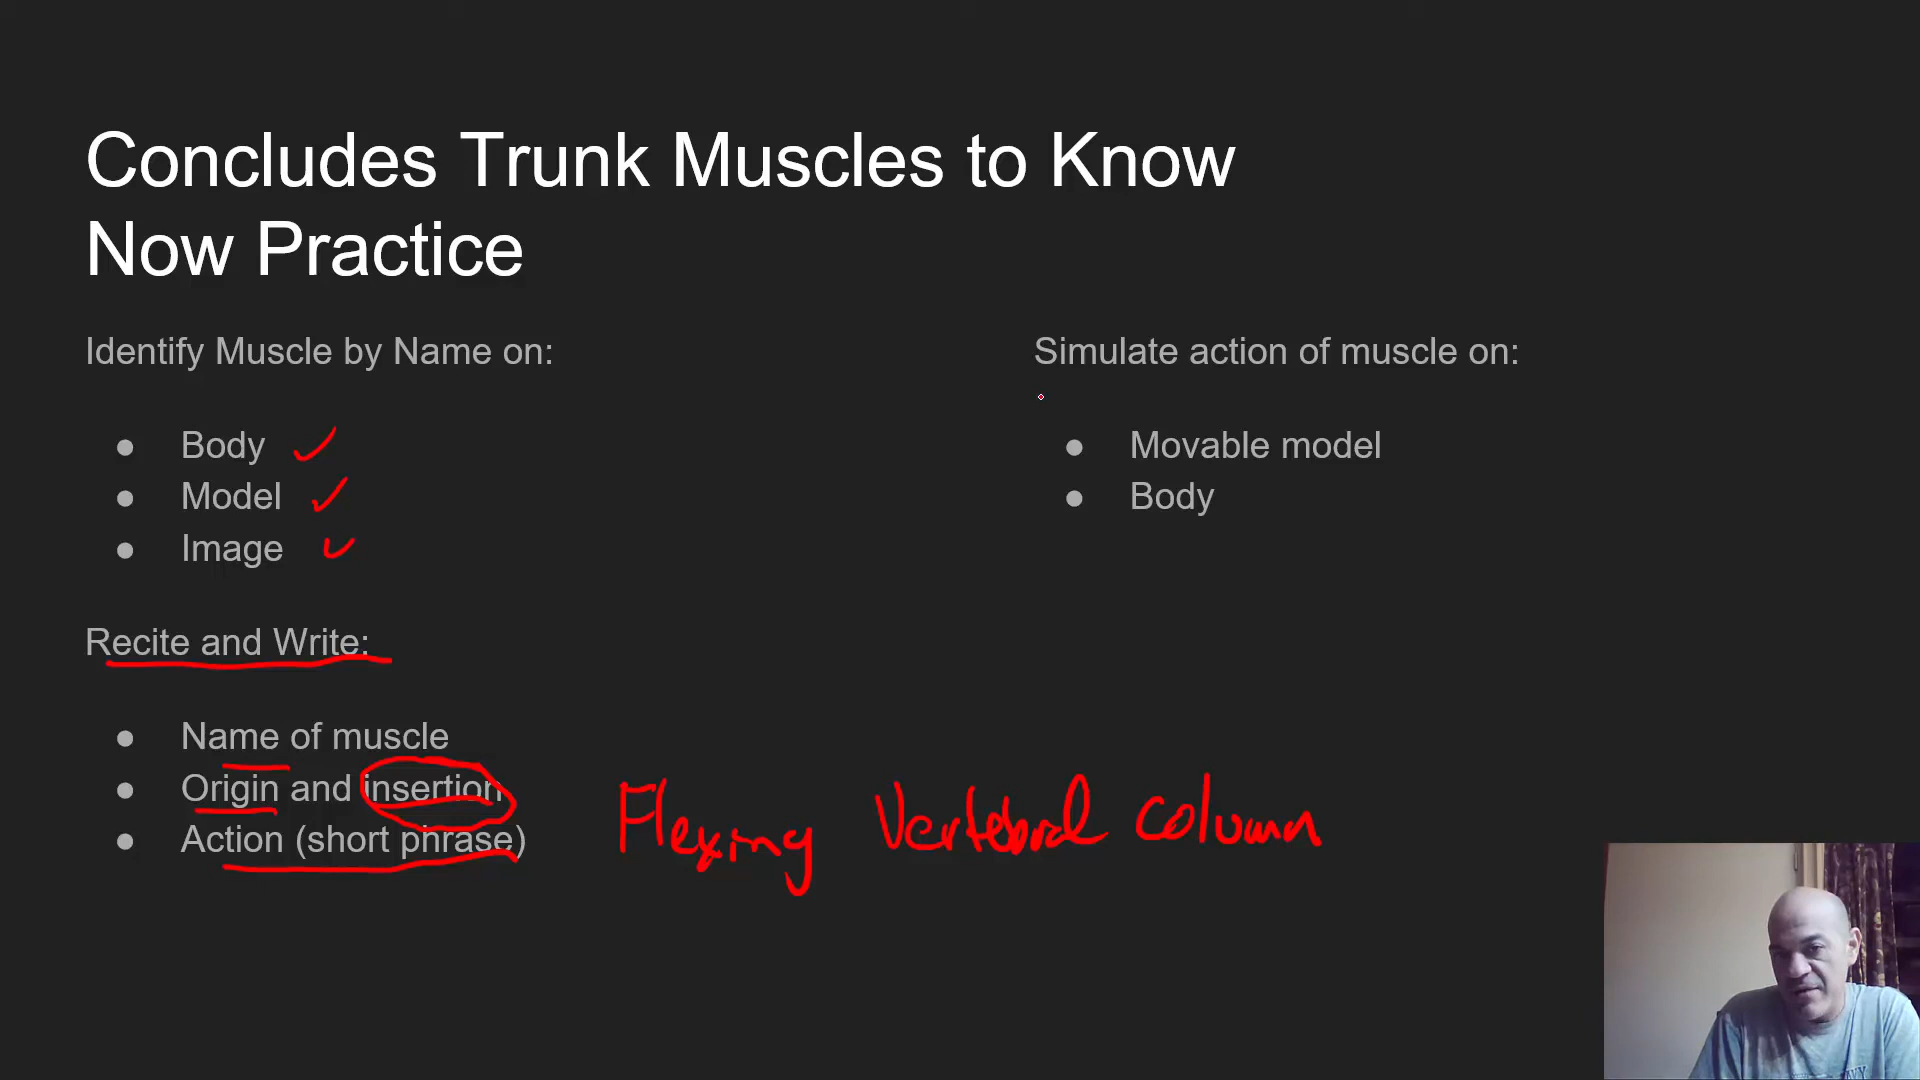 Concludes Trunk Muscles to Know
Now Practice
Identify Muscle by Name on:
● Body
● Model
● Image
Recite and Write:
● Name of muscle
● Origin and insertion
● Action (short phrase)
Flexing Vertebral column
Simulate action of muscle on:
● Movable model
● Body